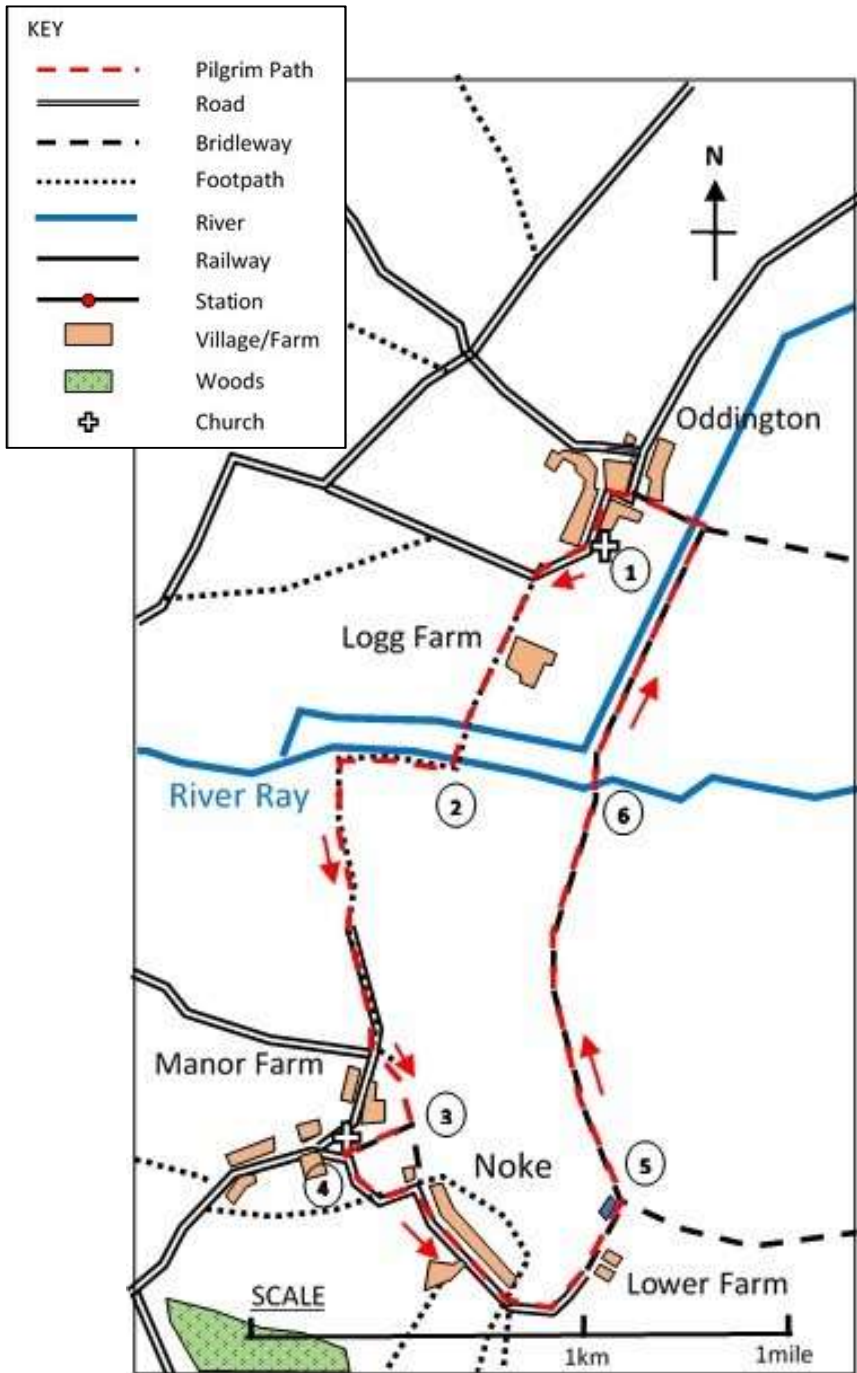 KEY
Pilgrim Path
Road
Bridleway
Footpath
River
Railway
Station
Village/Farm
Woods
Church
N
Oddington
1
Logg Farm
River Ray
2
6
Manor Farm
3
Noke
4
5
Lower Farm
SCALE
1km
1mile